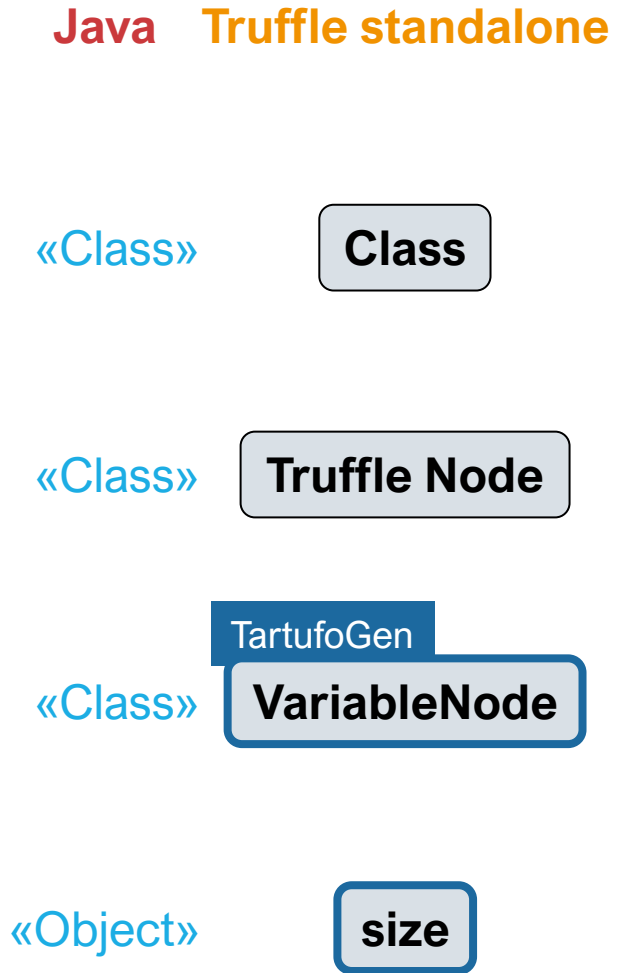 Java Truffle standalone
«Class» Class
«Class» Truffle Node
TartufoGen
«Class» VariableNode
«Object» size